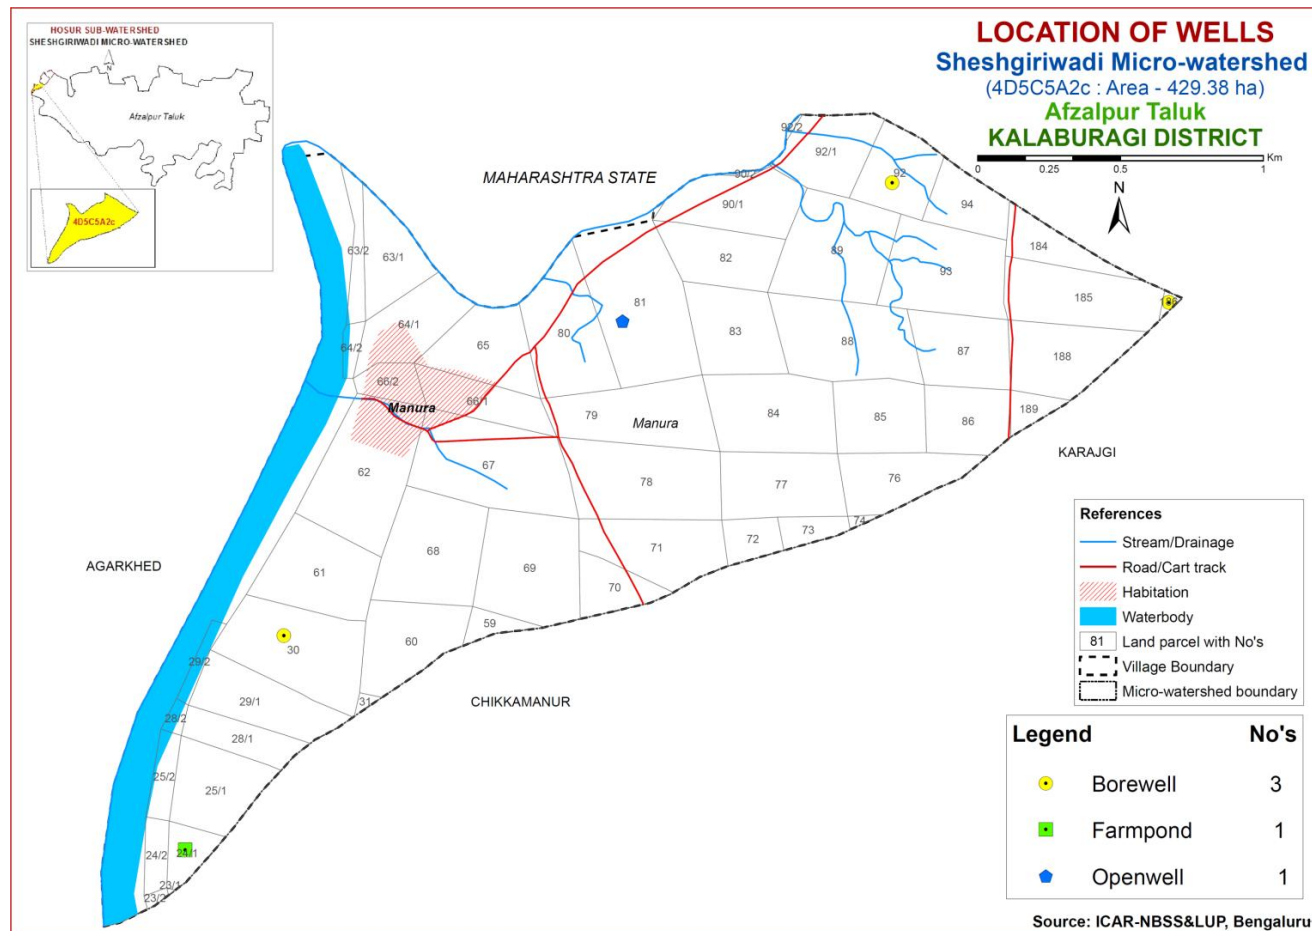 HOSUR SUB-WATERSHED
SHESHGIRIWADI MICRO-WATERSHED
N
Afzalpur Taluk
4D5C5A2c
LOCATION OF WELLS
Sheshgiriwadi Micro-watershed
(4D5C5A2c : Area - 429.38 ha)
Afzalpur Taluk
KALABURAGI DISTRICT
Km
0 0.25 0.5 1
N
MAHARASHTRA STATE
92/2
92/1
92
90/2
90/1
94
63/2
63/1
82
89
93
184
185
81
64/1
64/2
65
80
83
88
87
188
66/2
66/1
Manura
79
Manura
84
85
86
189
KARAJGI
62
67
78
77
76
74
73
72
71
AGARKHED
61
68
69
70
59
60
30
29/2
29/1
31
CHIKKAMANUR
28/2
28/1
25/2
25/1
24/2
24/1
23/1
23/2
References
Stream/Drainage
Road/Cart track
Habitation
Waterbody
81 Land parcel with No's
Village Boundary
Micro-watershed boundary
Legend No's
Borewell 3
Farmpond 1
Openwell 1
Source: ICAR-NBSS&LUP, Bengaluru